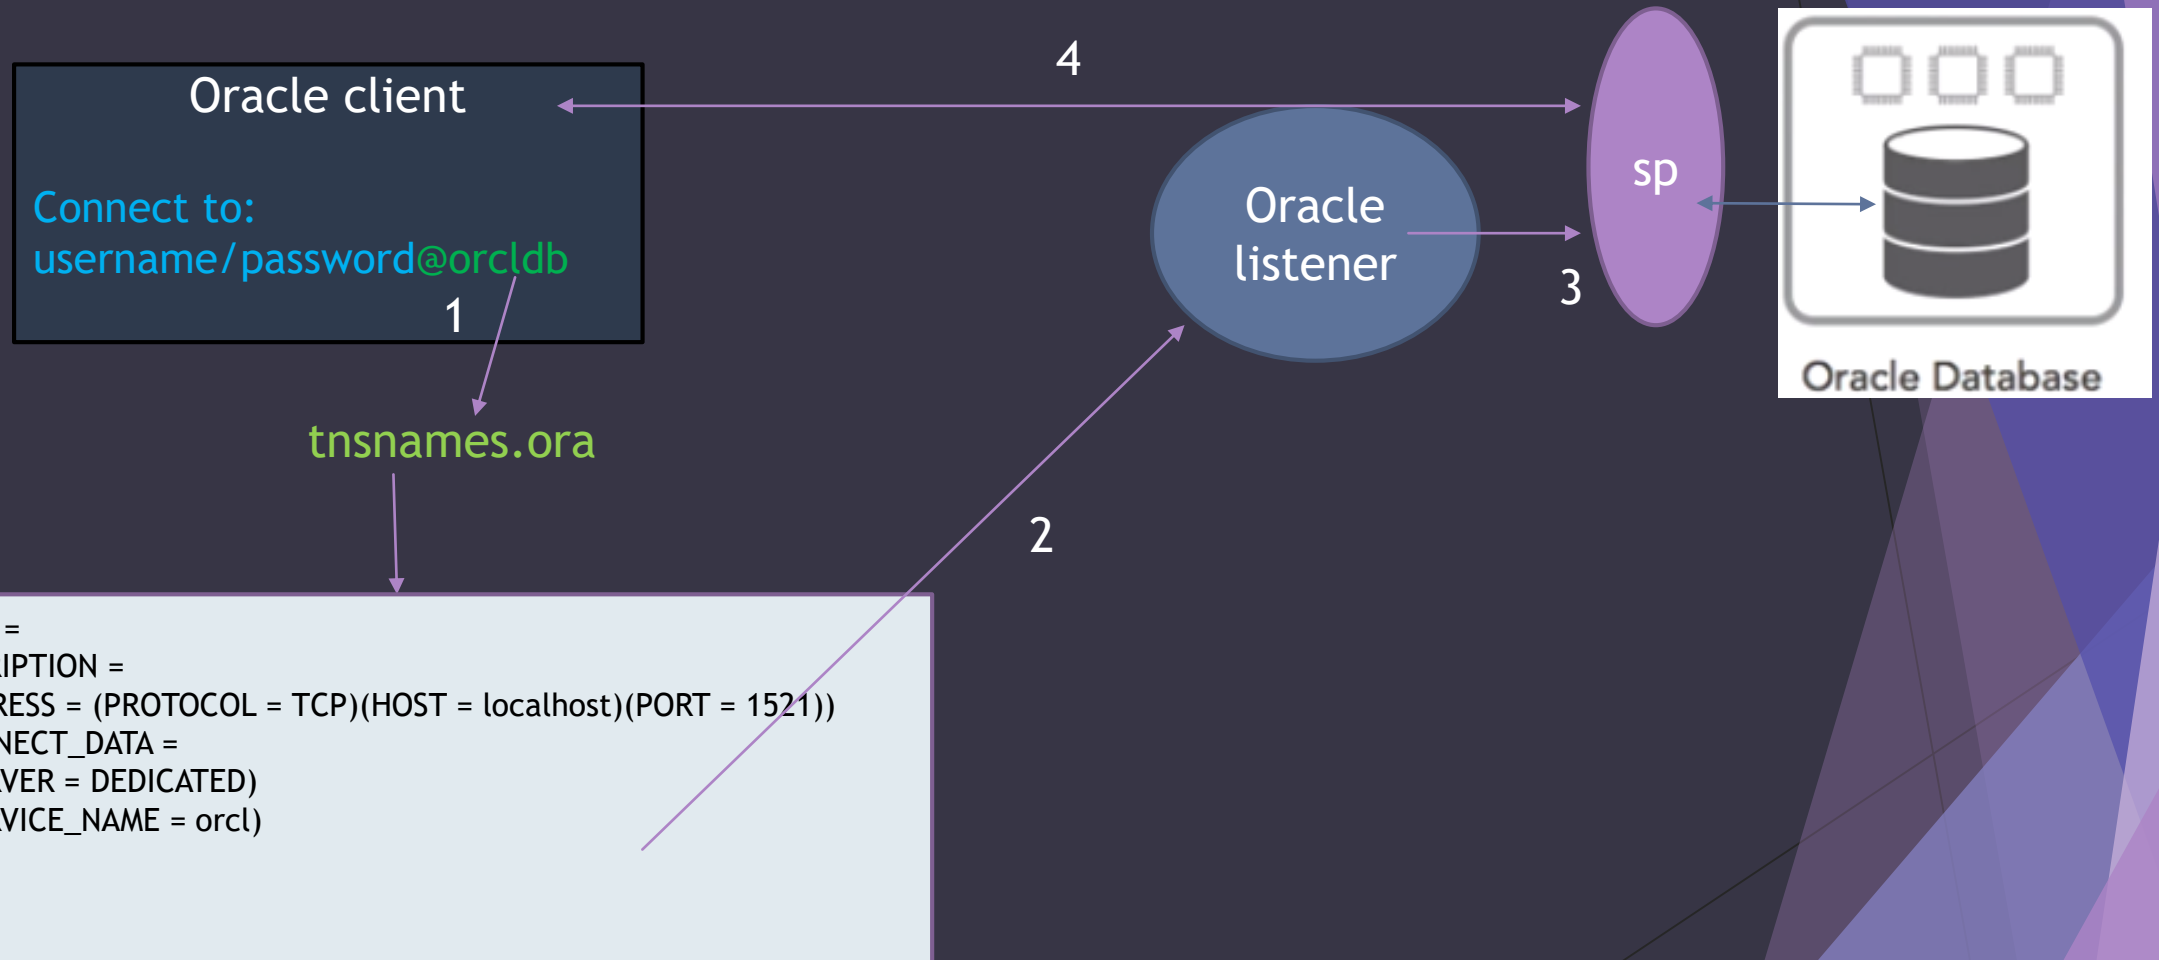 4
Oracle client
Connect to:
username/password@orcldb
1
Oracle
listener
sp
3
Oracle Database
tnsnames.ora
2
=
IPTION =
RESS = (PROTOCOL = TCP)(HOST = localhost)(PORT = 1521))
NECT_DATA =
VER = DEDICATED)
VICE_NAME = orcl)